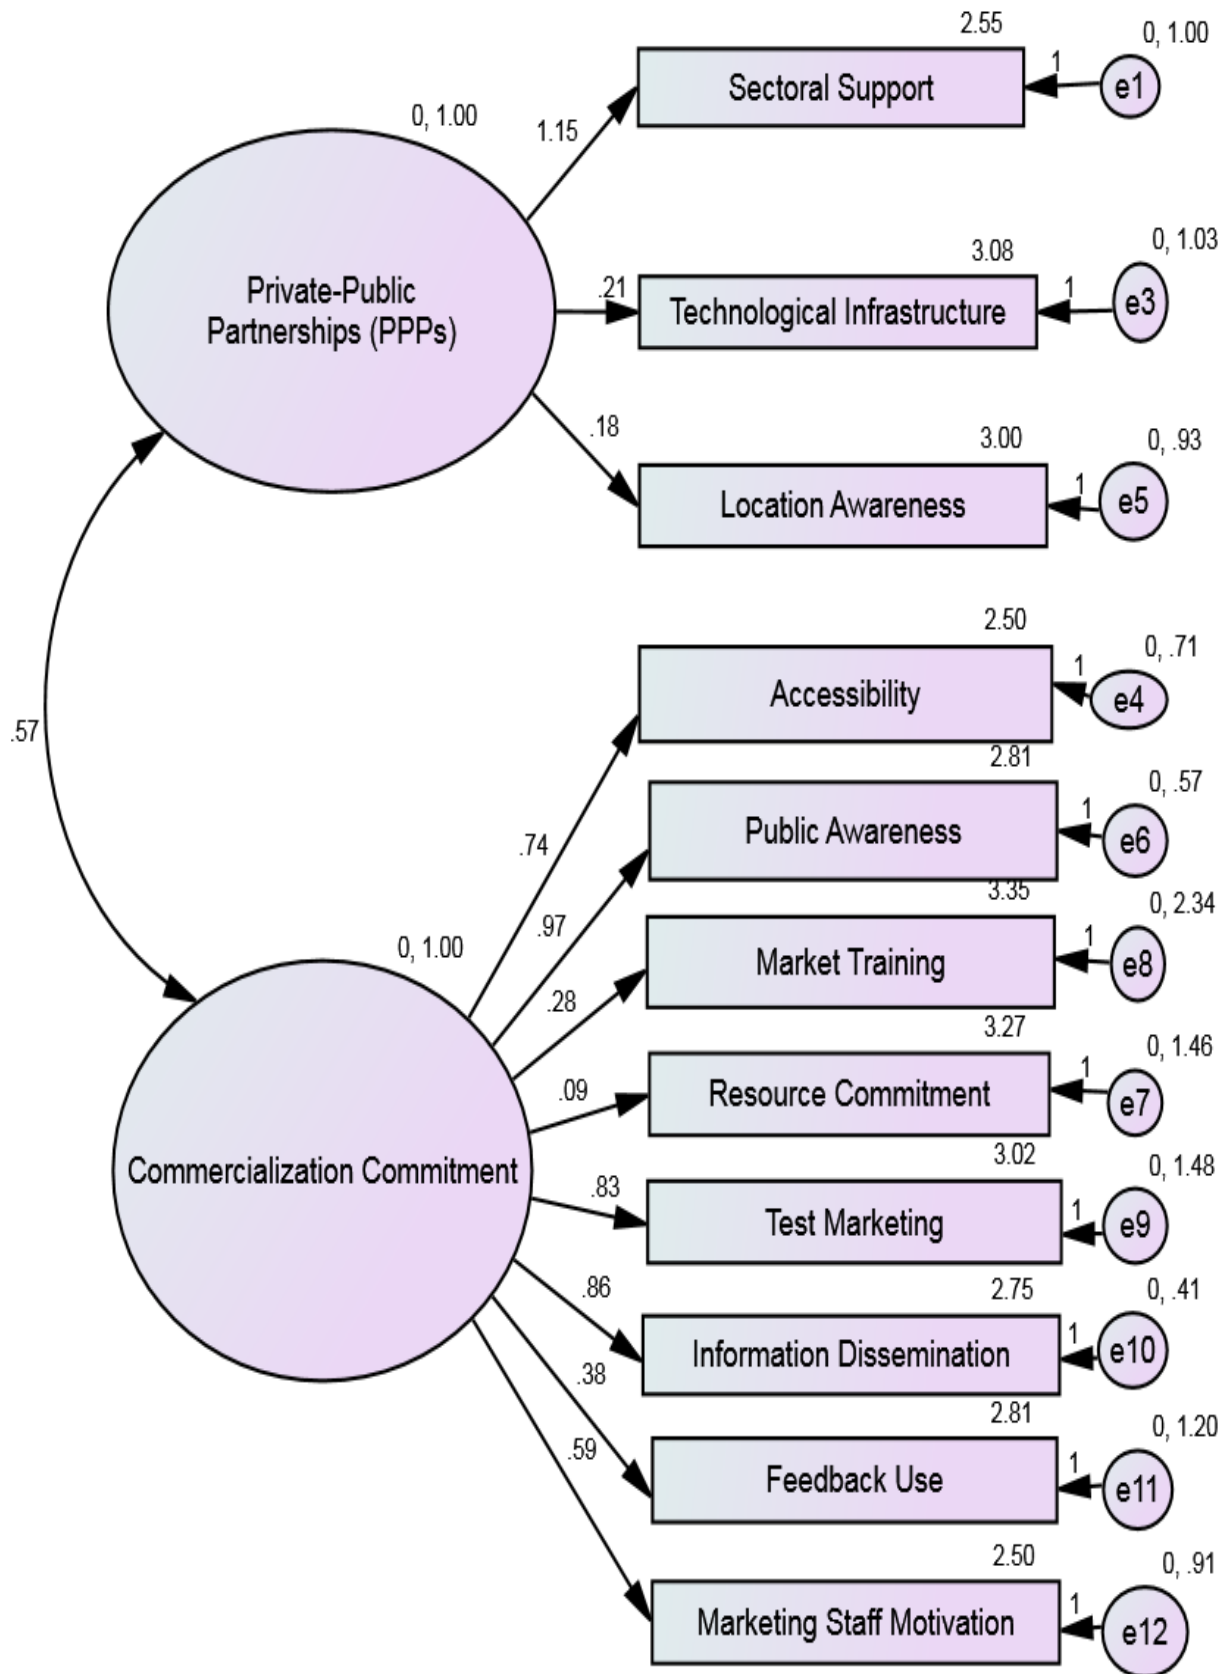 2.55
0, 1.00
Sectoral Support
1
e1
0, 1.00
1.15
Private-Public
Partnerships (PPPs)
3.08
0, 1.03
.21
Technological Infrastructure
1
e3
.18
3.00
0, .93
Location Awareness
1
e5
.57
2.50
0, .71
Accessibility
1
e4
.74
2.81
0, .57
Public Awareness
1
e6
.97
3.35
0, 2.34
Market Training
1
e8
0, 1.00
.28
3.27
0, 1.46
Resource Commitment
1
e7
.09
Commercialization Commitment
3.02
0, 1.48
.83
Test Marketing
1
e9
.86
2.75
0, .41
Information Dissemination
1
e10
.38
2.81
0, 1.20
Feedback Use
1
e11
.59
2.50
0, .91
Marketing Staff Motivation
1
e12